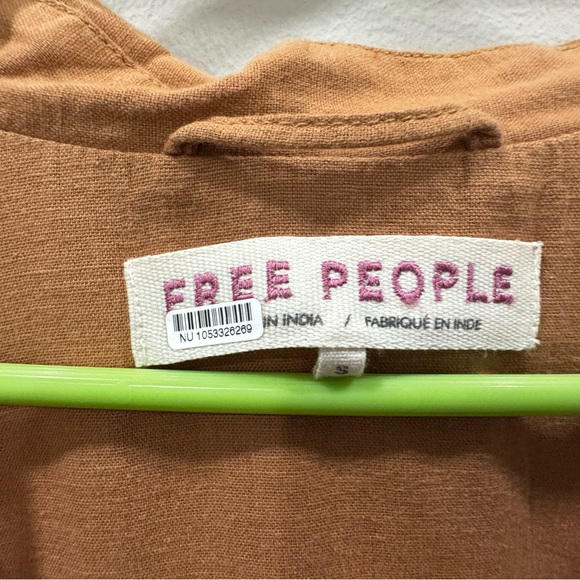 FREE PEOPLE
IN INDIA / FABRIQUÉ EN INDE
NU 1053326269
S